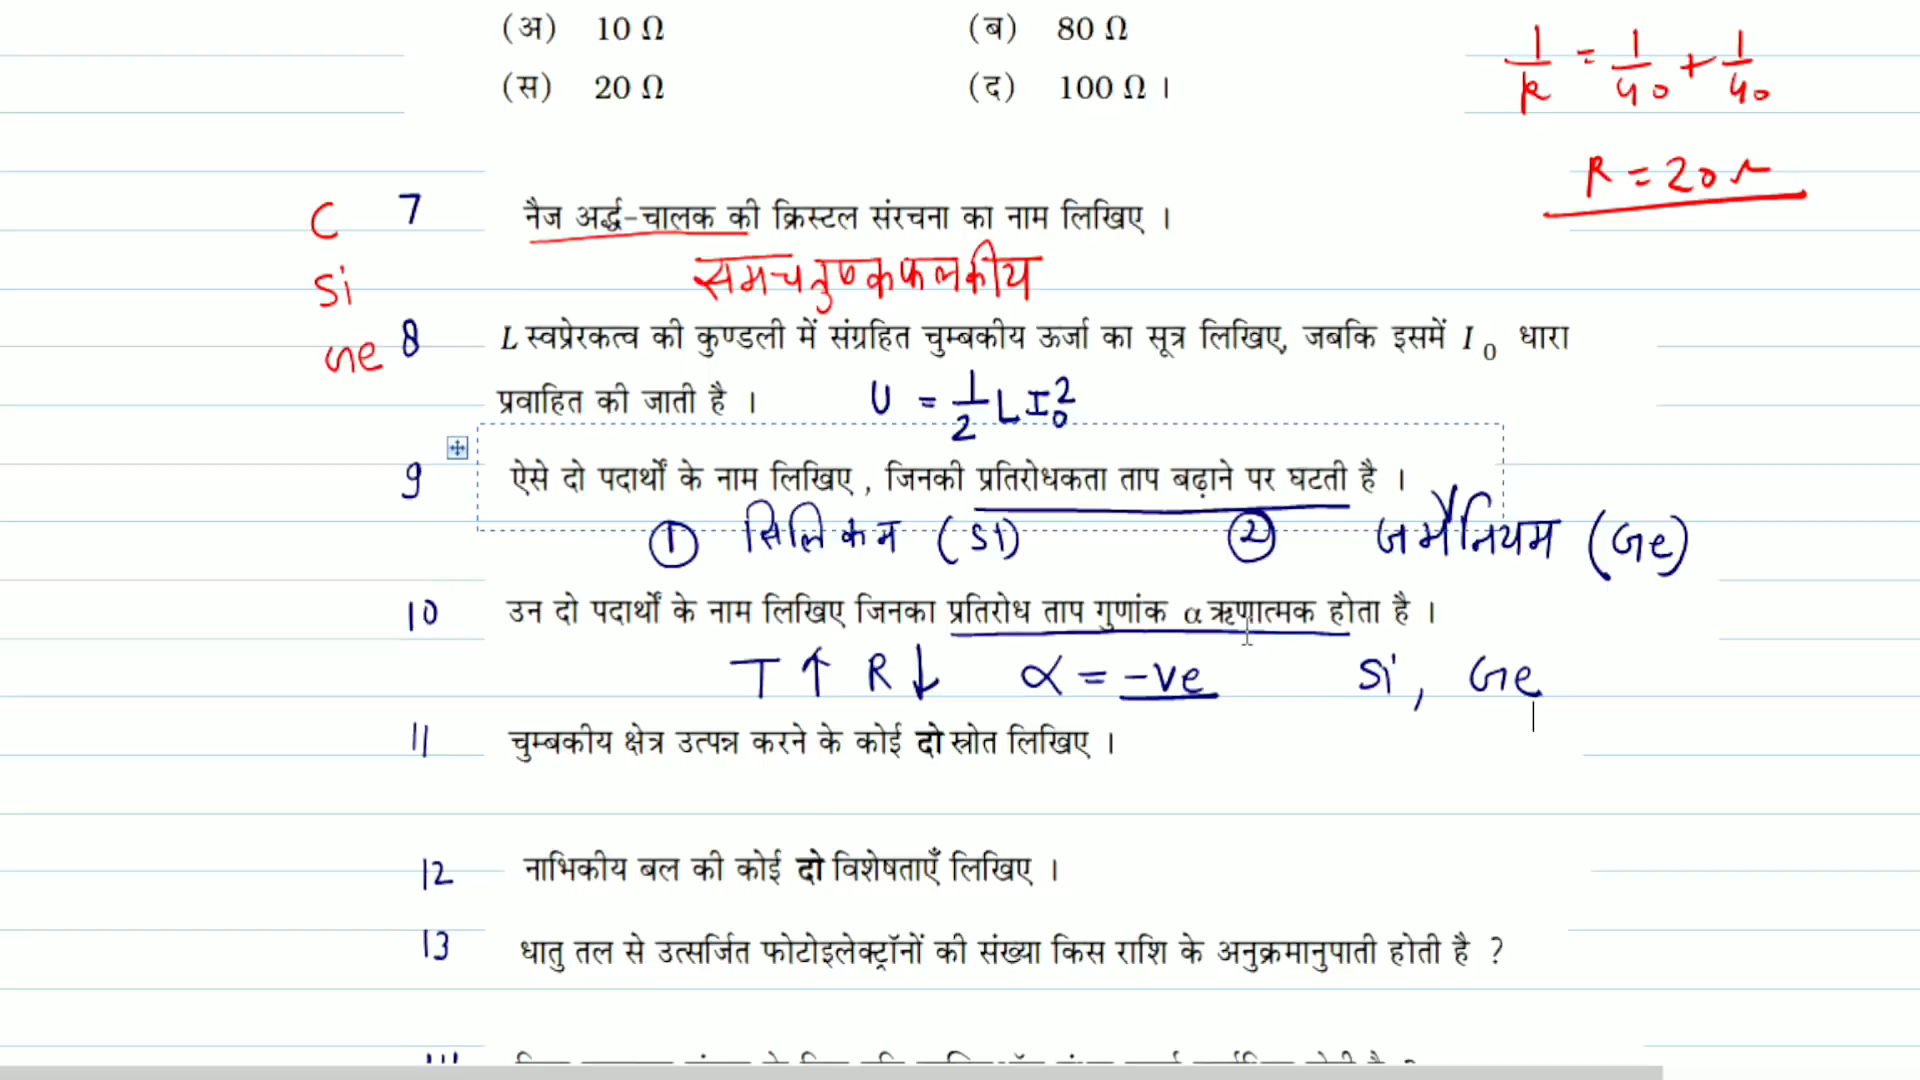 (अ) 10 Ω (ब) 80 Ω
(स) 20 Ω (द) 100 Ω ।
1/R = 1/40 + 1/40
R = 20 Ω
7 नैज अर्द्ध-चालक की क्रिस्टल संरचना का नाम लिखिए ।
C
Si
Ge
समचतुष्कफलकीय
8 L स्वप्रेरकत्व की कुण्डली में संग्रहित चुम्बकीय ऊर्जा का सूत्र लिखिए, जबकि इसमें I₀ धारा
प्रवाहित की जाती है । U = 1/2 L I₀²
9 ऐसे दो पदार्थों के नाम लिखिए , जिनकी प्रतिरोधकता ताप बढ़ाने पर घटती है ।
① सिलिकन (Si) ② जर्मेनियम (Ge)
10 उन दो पदार्थों के नाम लिखिए जिनका प्रतिरोध ताप गुणांक α ऋणात्मक होता है ।
T ↑ R ↓ α = -ve Si, Ge
11 चुम्बकीय क्षेत्र उत्पन्न करने के कोई दो स्रोत लिखिए ।
12 नाभिकीय बल की कोई दो विशेषताएँ लिखिए ।
13 धातु तल से उत्सर्जित फोटोइलेक्ट्रॉनों की संख्या किस राशि के अनुक्रमानुपाती होती है ?